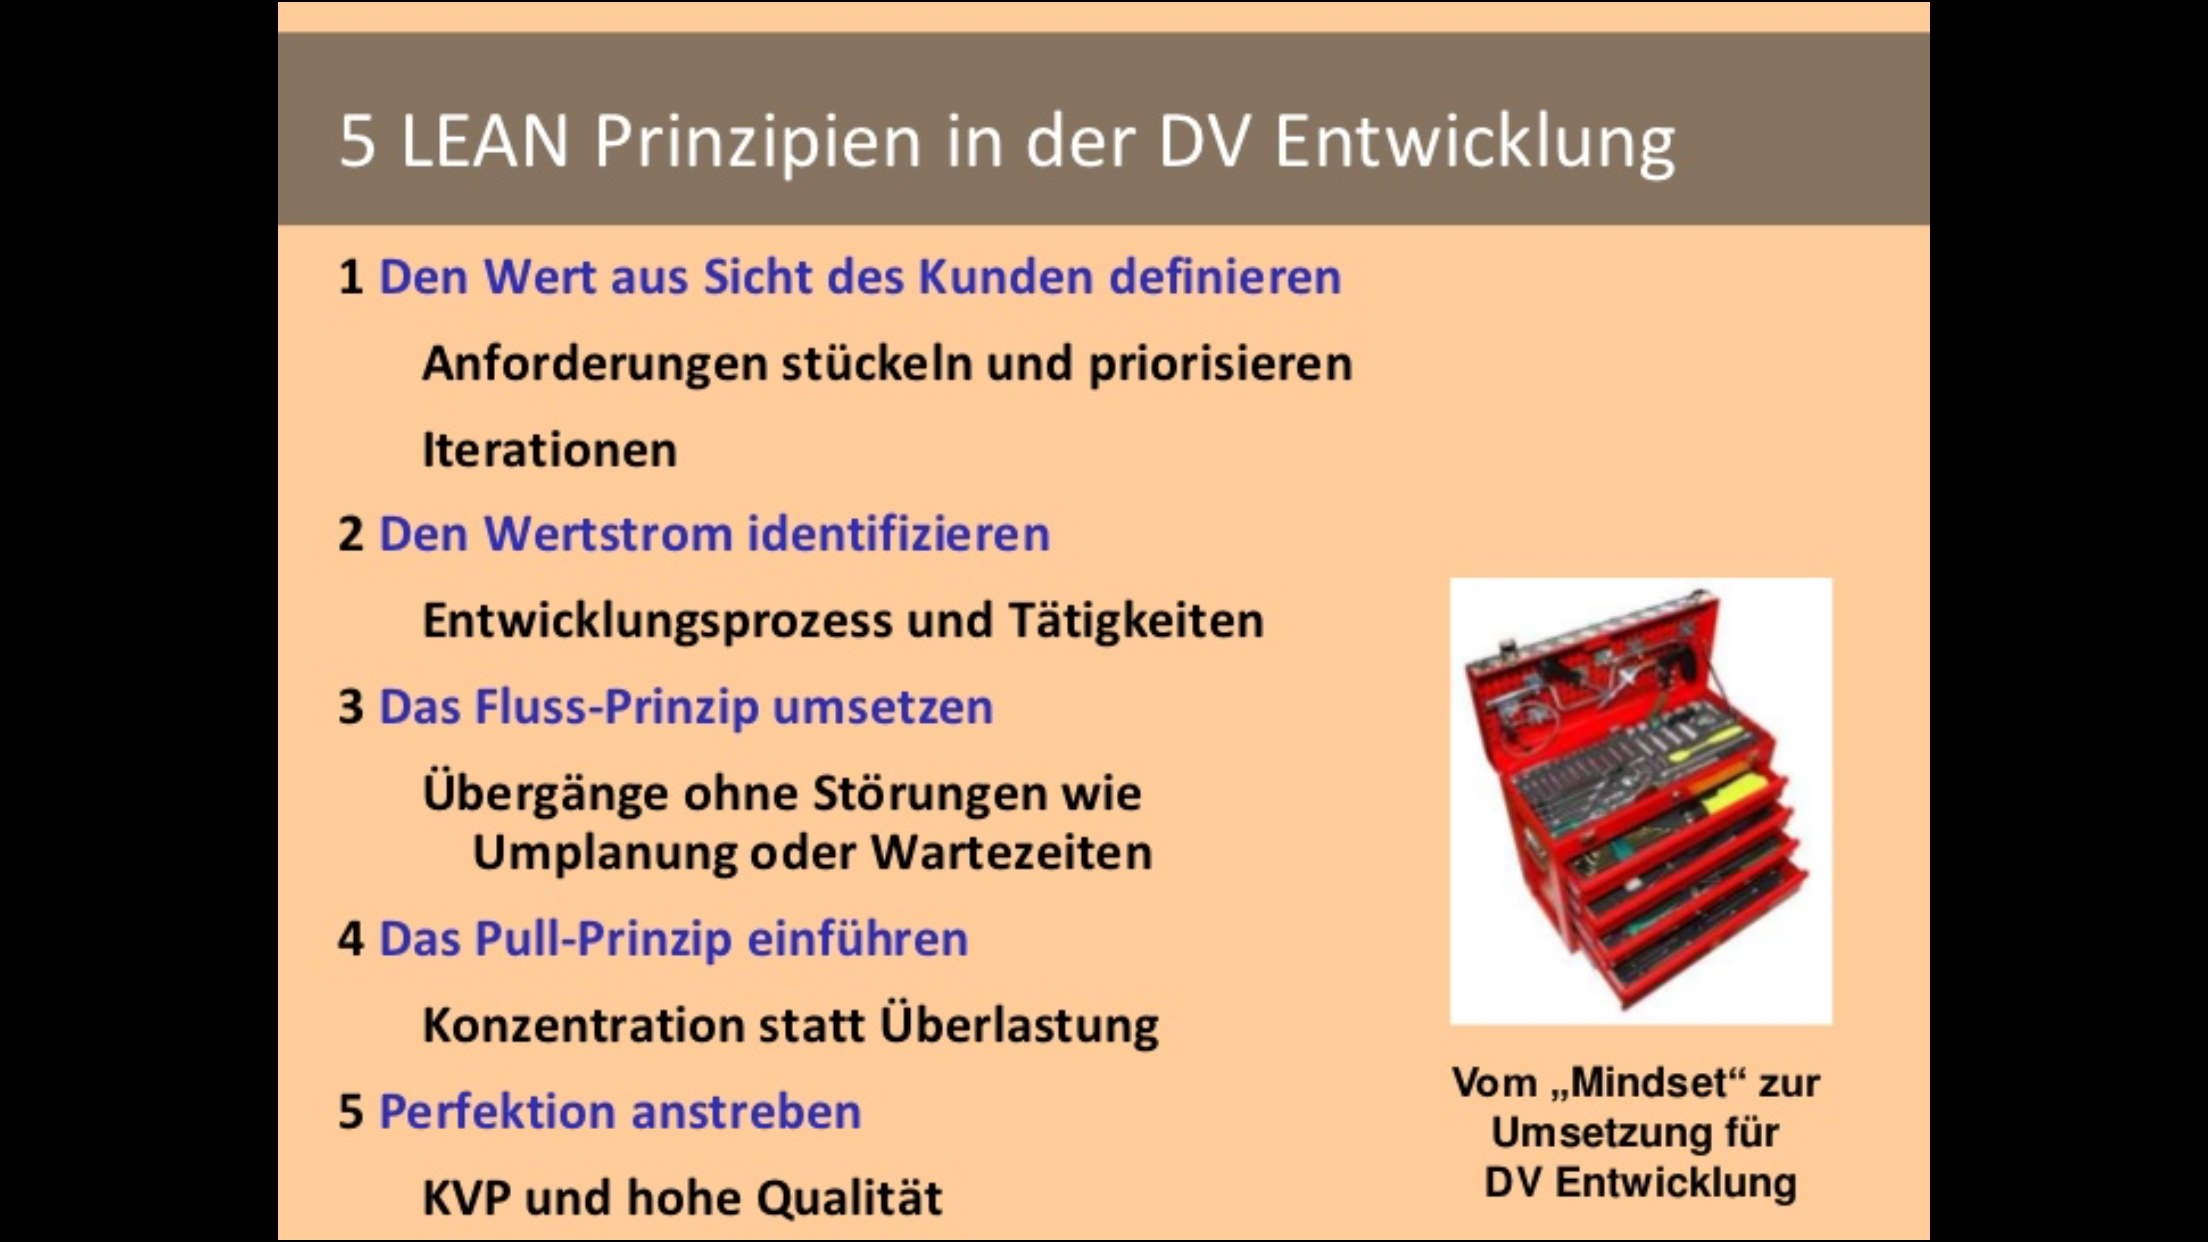 5 LEAN Prinzipien in der DV Entwicklung
1 Den Wert aus Sicht des Kunden definieren
Anforderungen stückeln und priorisieren
Iterationen
2 Den Wertstrom identifizieren
Entwicklungsprozess und Tätigkeiten
3 Das Fluss-Prinzip umsetzen
Übergänge ohne Störungen wie
Umplanung oder Wartezeiten
4 Das Pull-Prinzip einführen
Konzentration statt Überlastung
5 Perfektion anstreben
KVP und hohe Qualität
Vom „Mindset“ zur
Umsetzung für
DV Entwicklung